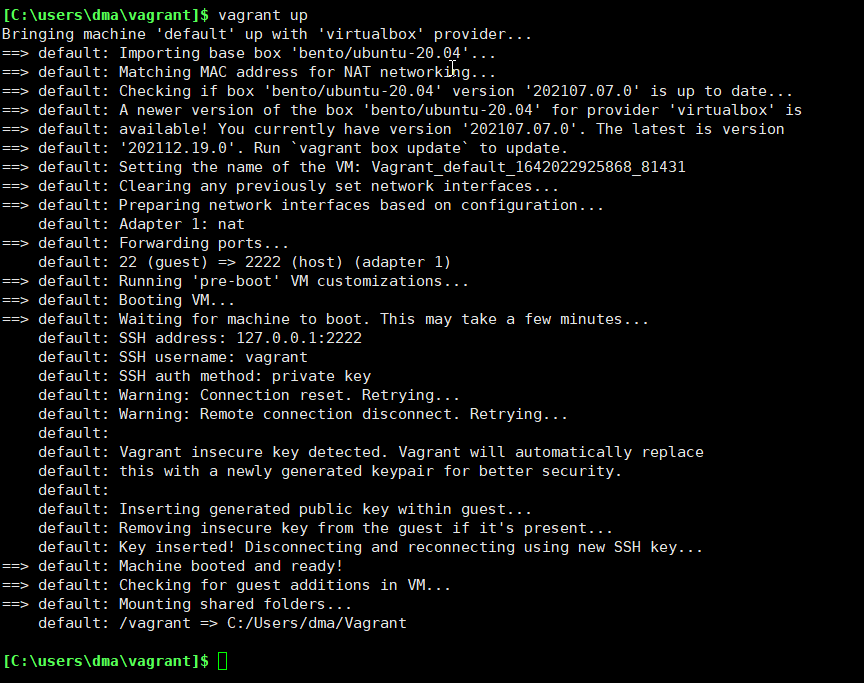 [C:\users\dma\vagrant]$ vagrant up
Bringing machine 'default' up with 'virtualbox' provider...
==> default: Importing base box 'bento/ubuntu-20.04'...
==> default: Matching MAC address for NAT networking...
==> default: Checking if box 'bento/ubuntu-20.04' version '202107.07.0' is up to date...
==> default: A newer version of the box 'bento/ubuntu-20.04' for provider 'virtualbox' is
==> default: available! You currently have version '202107.07.0'. The latest is version
==> default: '202112.19.0'. Run `vagrant box update` to update.
==> default: Setting the name of the VM: Vagrant_default_1642022925868_81431
==> default: Clearing any previously set network interfaces...
==> default: Preparing network interfaces based on configuration...
    default: Adapter 1: nat
==> default: Forwarding ports...
    default: 22 (guest) => 2222 (host) (adapter 1)
==> default: Running 'pre-boot' VM customizations...
==> default: Booting VM...
==> default: Waiting for machine to boot. This may take a few minutes...
    default: SSH address: 127.0.0.1:2222
    default: SSH username: vagrant
    default: SSH auth method: private key
    default: Warning: Connection reset. Retrying...
    default: Warning: Remote connection disconnect. Retrying...
    default:
    default: Vagrant insecure key detected. Vagrant will automatically replace
    default: this with a newly generated keypair for better security.
    default:
    default: Inserting generated public key within guest...
    default: Removing insecure key from the guest if it's present...
    default: Key inserted! Disconnecting and reconnecting using new SSH key...
==> default: Machine booted and ready!
==> default: Checking for guest additions in VM...
==> default: Mounting shared folders...
    default: /vagrant => C:/Users/dma/Vagrant
[C:\users\dma\vagrant]$